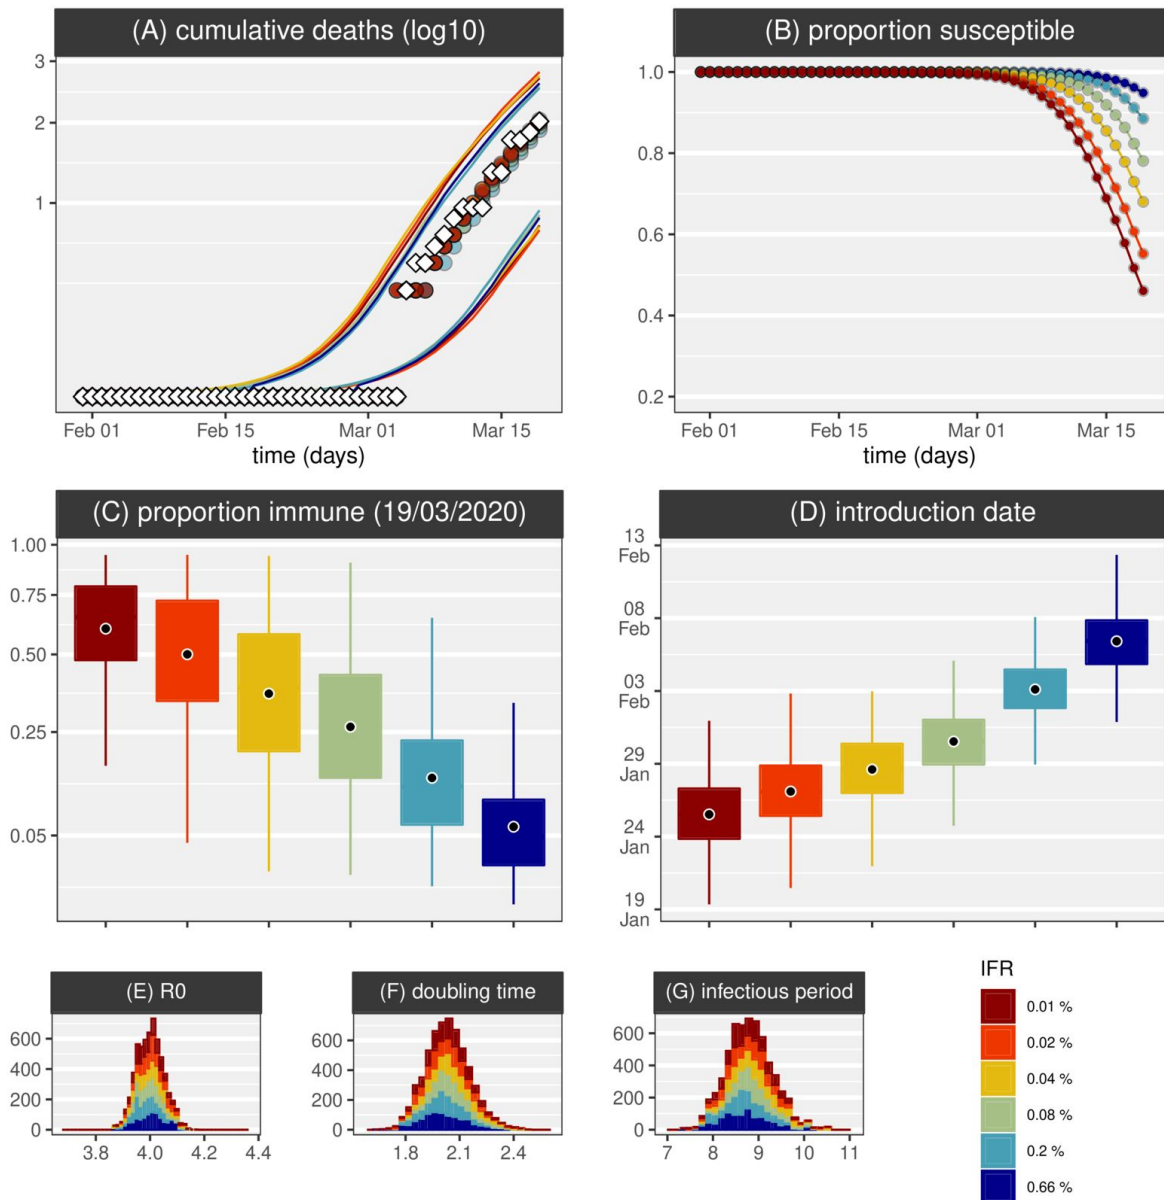 (A) cumulative deaths (log10)
3
2
1
Feb 01 Feb 15 Mar 01 Mar 15
time (days)
(B) proportion susceptible
1.0
0.8
0.6
0.4
0.2
Feb 01 Feb 15 Mar 01 Mar 15
time (days)
(C) proportion immune (19/03/2020)
1.00
0.75
0.50
0.25
0.05
(D) introduction date
13
Feb
08
Feb
03
Feb
29
Jan
24
Jan
19
Jan
(E) R0
600
400
200
0
3.8 4.0 4.2 4.4
(F) doubling time
600
400
200
0
1.8 2.1 2.4
(G) infectious period
600
400
200
0
7 8 9 10 11
IFR
0.01 %
0.02 %
0.04 %
0.08 %
0.2 %
0.66 %